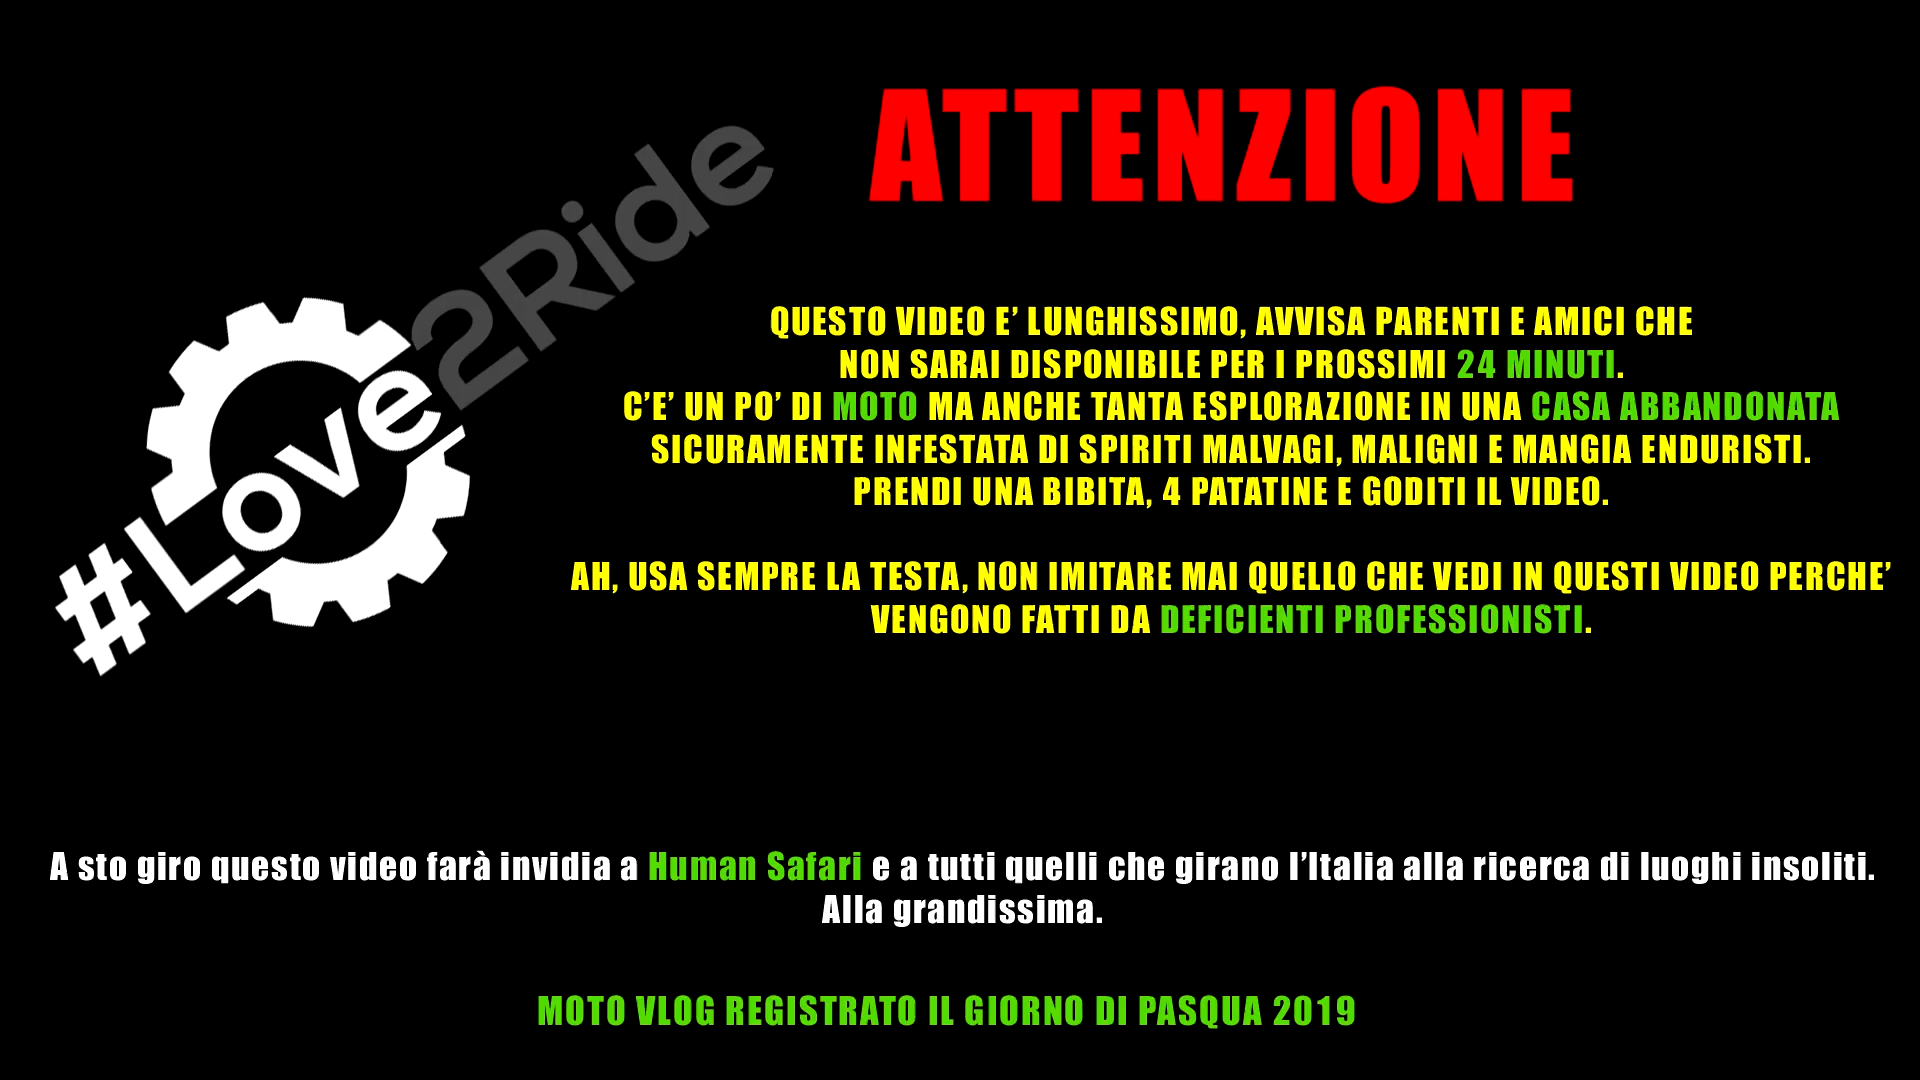 #Love2Ride
ATTENZIONE
QUESTO VIDEO E’ LUNGHISSIMO, AVVISA PARENTI E AMICI CHE
NON SARAI DISPONIBILE PER I PROSSIMI 24 MINUTI.
C’E’ UN PO’ DI MOTO MA ANCHE TANTA ESPLORAZIONE IN UNA CASA ABBANDONATA
SICURAMENTE INFESTATA DI SPIRITI MALVAGI, MALIGNI E MANGIA ENDURISTI.
PRENDI UNA BIBITA, 4 PATATINE E GODITI IL VIDEO.
AH, USA SEMPRE LA TESTA, NON IMITARE MAI QUELLO CHE VEDI IN QUESTI VIDEO PERCHE’
VENGONO FATTI DA DEFICIENTI PROFESSIONISTI.
A sto giro questo video farà invidia a Human Safari e a tutti quelli che girano l’Italia alla ricerca di luoghi insoliti.
Alla grandissima.
MOTO VLOG REGISTRATO IL GIORNO DI PASQUA 2019